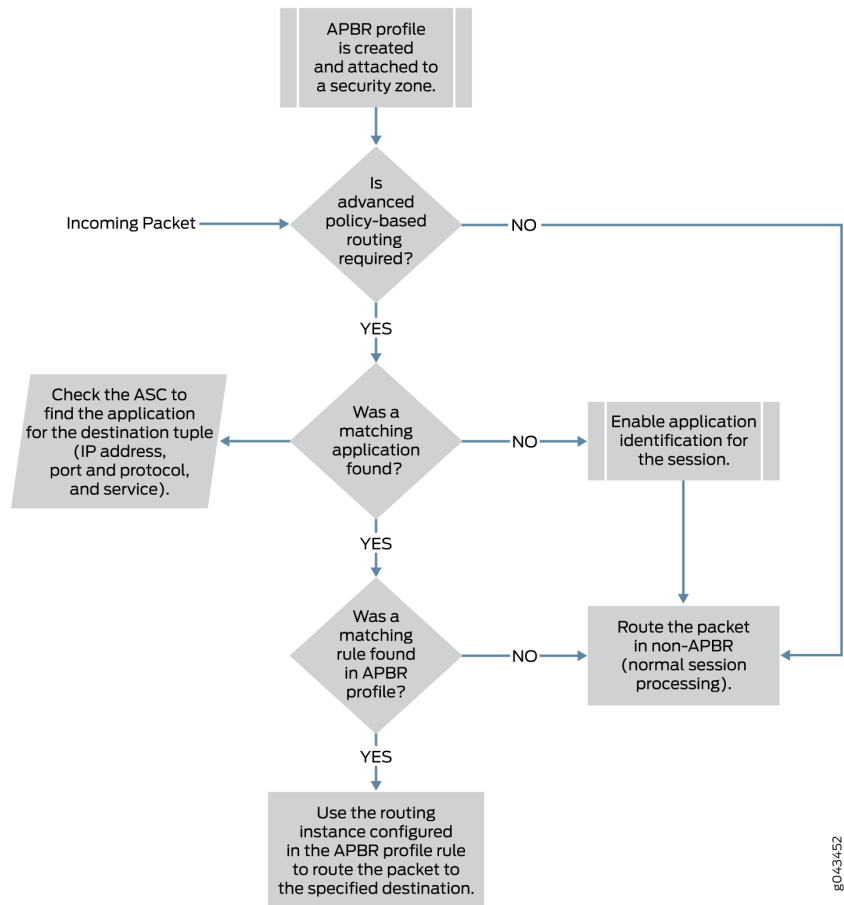 APBR profile
is created
and attached to
a security zone.
Is
advanced
policy-based
routing
required?
Incoming Packet
NO
YES
Check the ASC to
find the application
for the destination tuple
(IP address,
port and protocol,
and service).
Was a
matching
application
found?
NO
Enable application
identification for
the session.
YES
Was a
matching
rule found
in APBR
profile?
NO
Route the packet
in non-APBR
(normal session
processing).
YES
Use the routing
instance configured
in the APBR profile rule
to route the packet to
the specified destination.
g043452